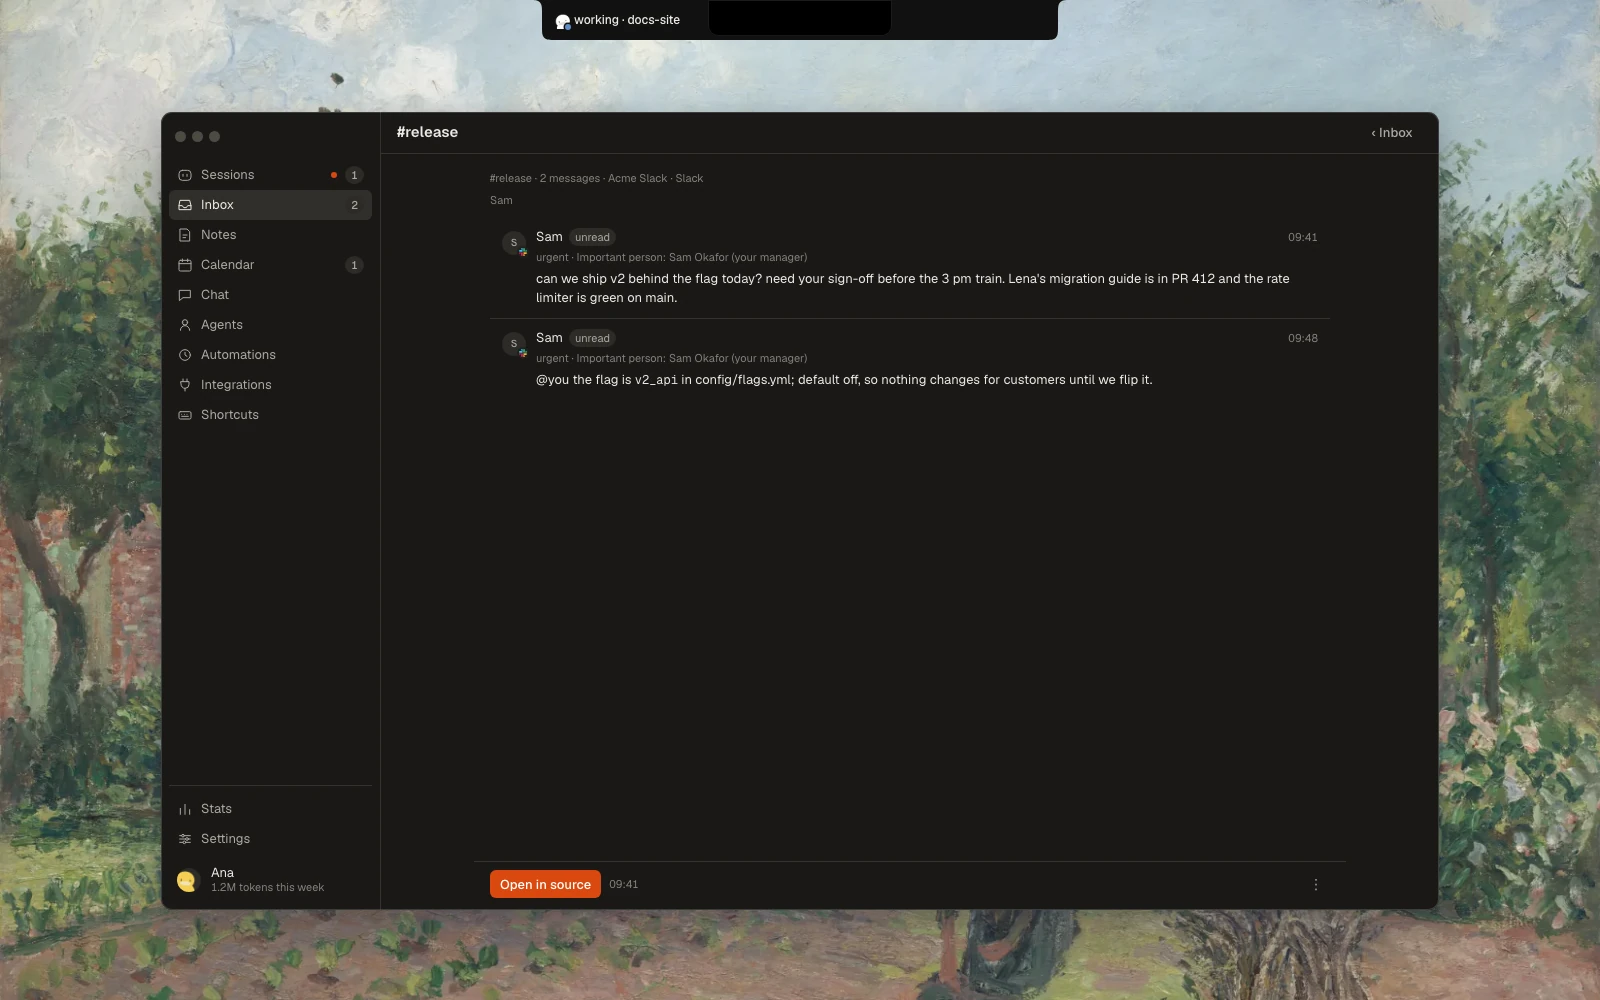 working · docs-site
#release
‹ Inbox
Sessions 1
Inbox 2
Notes
Calendar 1
Chat
Agents
Automations
Integrations
Shortcuts
Stats
Settings
Ana
1.2M tokens this week
#release · 2 messages · Acme Slack · Slack
Sam
S Sam unread 09:41
urgent · Important person: Sam Okafor (your manager)
can we ship v2 behind the flag today? need your sign-off before the 3 pm train. Lena's migration guide is in PR 412 and the rate
limiter is green on main.
S Sam unread 09:48
urgent · Important person: Sam Okafor (your manager)
@you the flag is v2_api in config/flags.yml; default off, so nothing changes for customers until we flip it.
Open in source 09:41